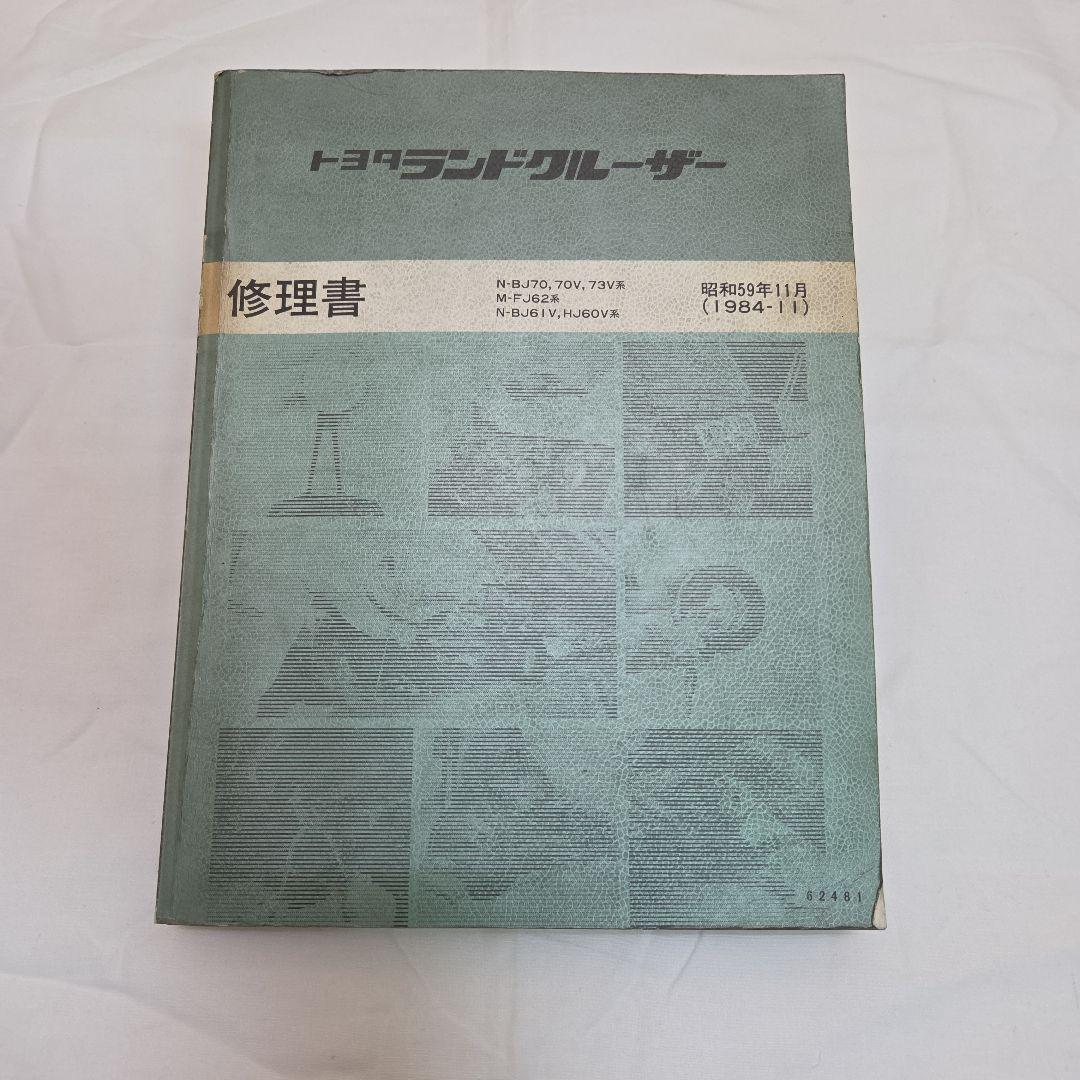 トヨタランドクルーザー
修理書
N-BJ70, 70V, 73V系
M-FJ62系
N-BJ61V, HJ60V系
昭和59年11月
(1984-11)
62481